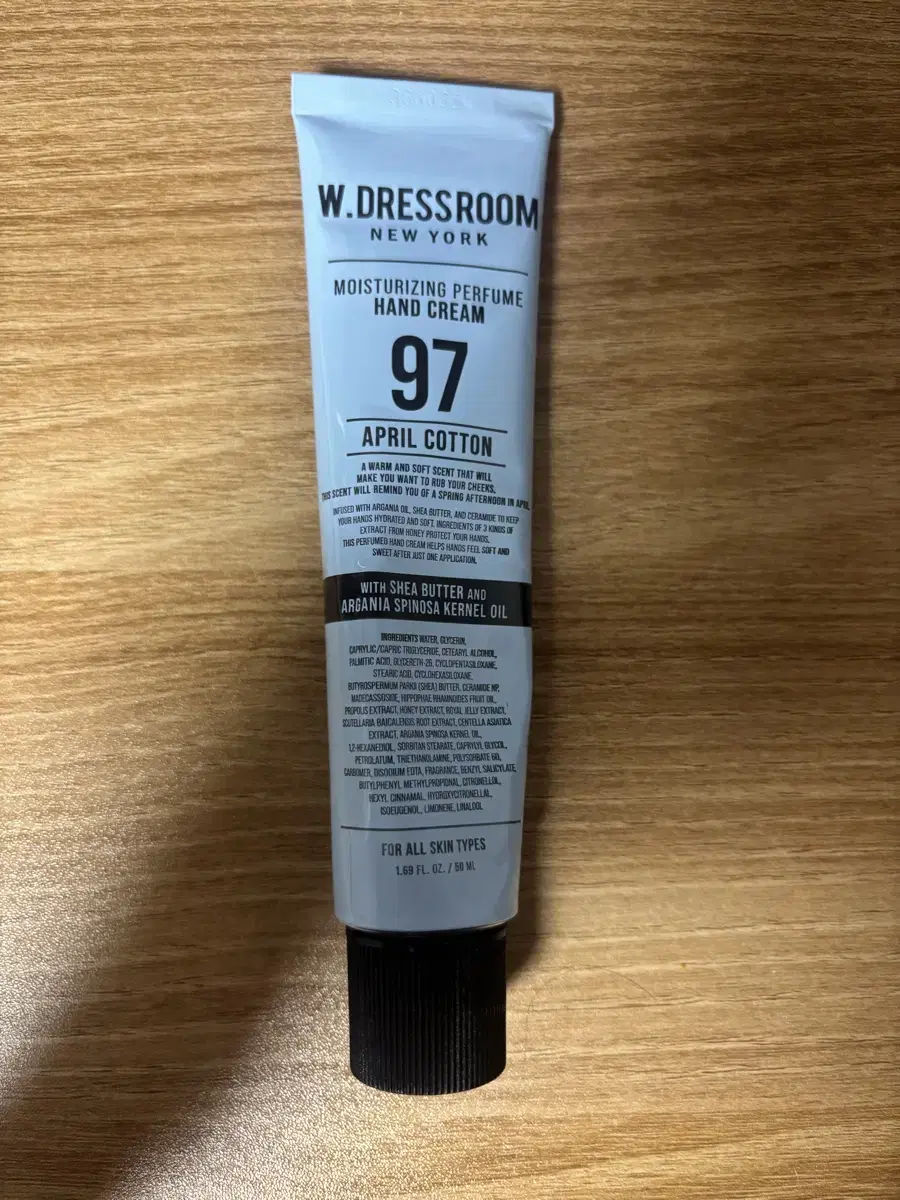 W.DRESSROOM
NEW YORK
MOISTURIZING PERFUME
HAND CREAM
97
APRIL COTTON
A WARM AND SOFT SCENT THAT WILL
MAKE YOU WANT TO RUB YOUR CHEEKS.
THIS SCENT WILL REMIND YOU OF A SPRING AFTERNOON IN APRIL
INFUSED WITH ARGANIA OIL, SHEA BUTTER, AND CERAMIDE TO KEEP
YOUR HANDS HYDRATED AND SOFT. INGREDIENTS OF 3 KINDS OF
EXTRACT FROM HONEY PROTECT YOUR HANDS.
THIS PERFUMED HAND CREAM HELPS HANDS FEEL SOFT AND
SWEET AFTER JUST ONE APPLICATION.
WITH SHEA BUTTER AND
ARGANIA SPINOSA KERNEL OIL
INGREDIENTS WATER, GLYCERIN,
CAPRYLIC/CAPRIC TRIGLYCERIDE, CETEARYL ALCOHOL,
PALMITIC ACID, GLYCERETH-26, CYCLOPENTASILOXANE,
STEARIC ACID, CYCLOHEXASILOXANE,
BUTYROSPERMUM PARKII (SHEA) BUTTER, CERAMIDE NP,
MADECASSOSIDE, HIPPOPHAE RHAMNOIDES FRUIT OIL,
PROPOLIS EXTRACT, HONEY EXTRACT, ROYAL JELLY EXTRACT,
SCUTELLARIA BAICALENSIS ROOT EXTRACT, CENTELLA ASIATICA
EXTRACT, ARGANIA SPINOSA KERNEL OIL,
1,2-HEXANEDIOL, SORBITAN STEARATE, CAPRYLYL GLYCOL,
PETROLATUM, TRIETHANOLAMINE, POLYSORBATE 60,
CARBOMER, DISODIUM EDTA, FRAGRANCE, BENZYL SALICYLATE,
BUTYLPHENYL METHYLPROPIONAL, CITRONELLOL,
HEXYL CINNAMAL, HYDROXYCITRONELLAL,
ISOEUGENOL, LIMONENE, LINALOOL
FOR ALL SKIN TYPES
1.69 FL. OZ. / 50 ML